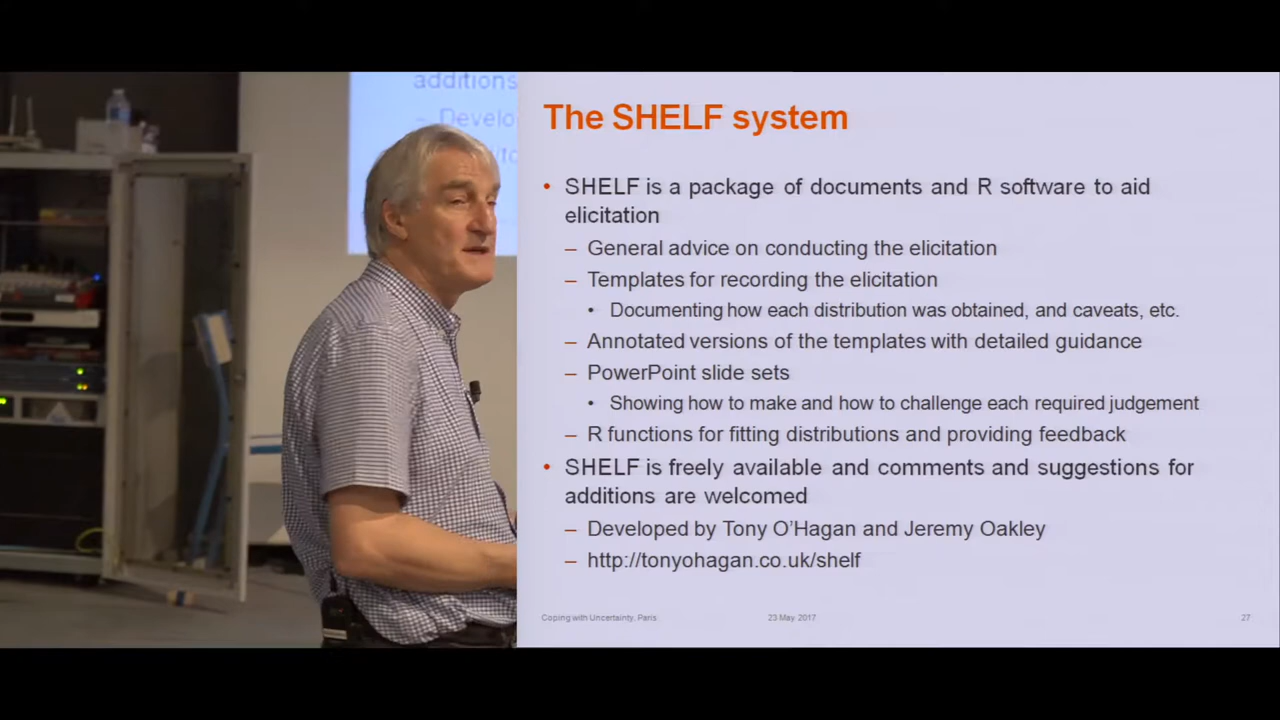 additions
– Develo
The SHELF system
• SHELF is a package of documents and R software to aid
elicitation
– General advice on conducting the elicitation
– Templates for recording the elicitation
• Documenting how each distribution was obtained, and caveats, etc.
– Annotated versions of the templates with detailed guidance
– PowerPoint slide sets
• Showing how to make and how to challenge each required judgement
– R functions for fitting distributions and providing feedback
• SHELF is freely available and comments and suggestions for
additions are welcomed
– Developed by Tony O’Hagan and Jeremy Oakley
– http://tonyohagan.co.uk/shelf
Coping with Uncertainty, Paris
23 May 2017
27